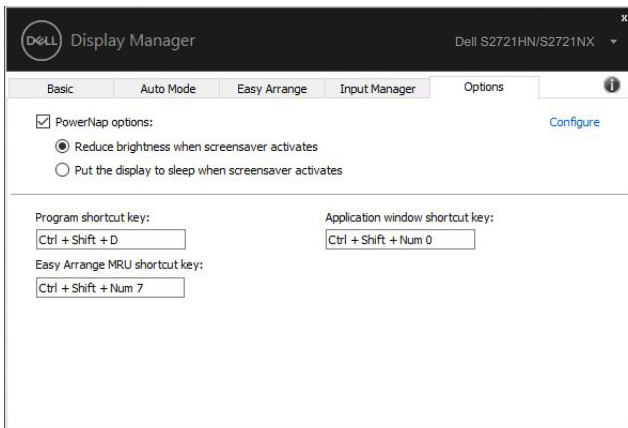 x
DELL Display Manager
Dell S2721HN/S2721NX
Basic Auto Mode Easy Arrange Input Manager Options
PowerNap options: Configure
Reduce brightness when screensaver activates
Put the display to sleep when screensaver activates
Program shortcut key: Application window shortcut key:
Ctrl + Shift + D Ctrl + Shift + Num 0
Easy Arrange MRU shortcut key:
Ctrl + Shift + Num 7